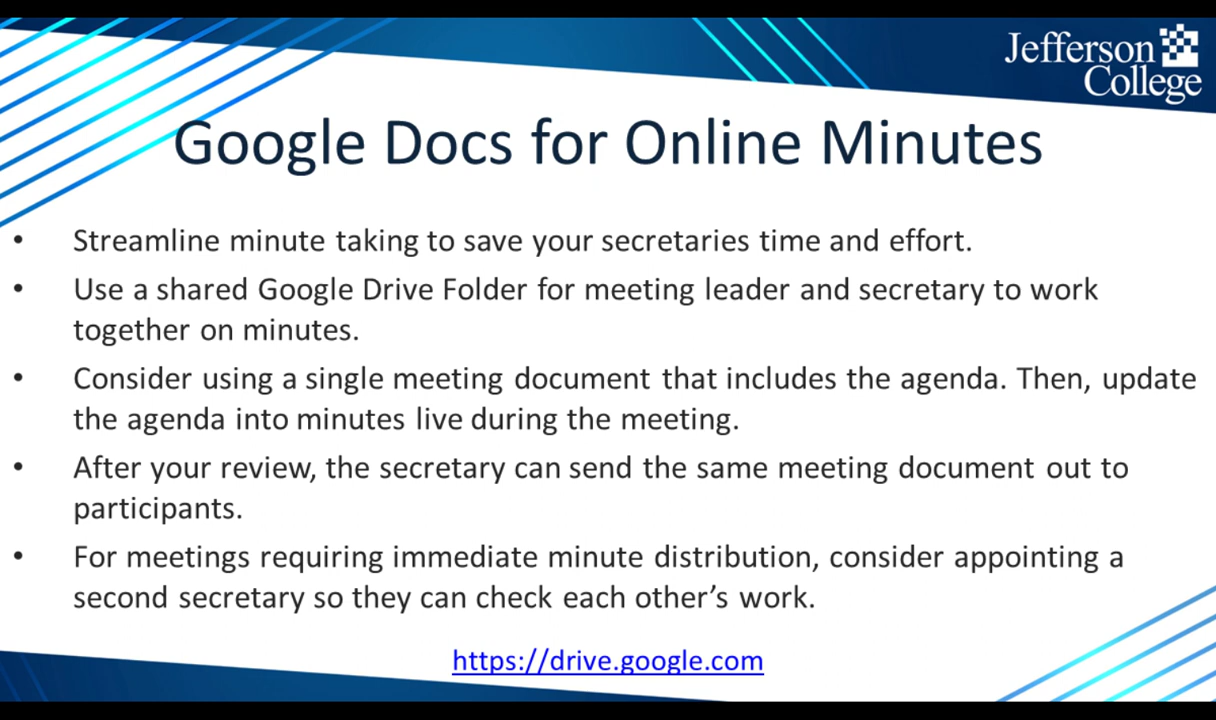 Jefferson
College
Google Docs for Online Minutes
• Streamline minute taking to save your secretaries time and effort.
• Use a shared Google Drive Folder for meeting leader and secretary to work
together on minutes.
• Consider using a single meeting document that includes the agenda. Then, update
the agenda into minutes live during the meeting.
• After your review, the secretary can send the same meeting document out to
participants.
• For meetings requiring immediate minute distribution, consider appointing a
second secretary so they can check each other’s work.
https://drive.google.com